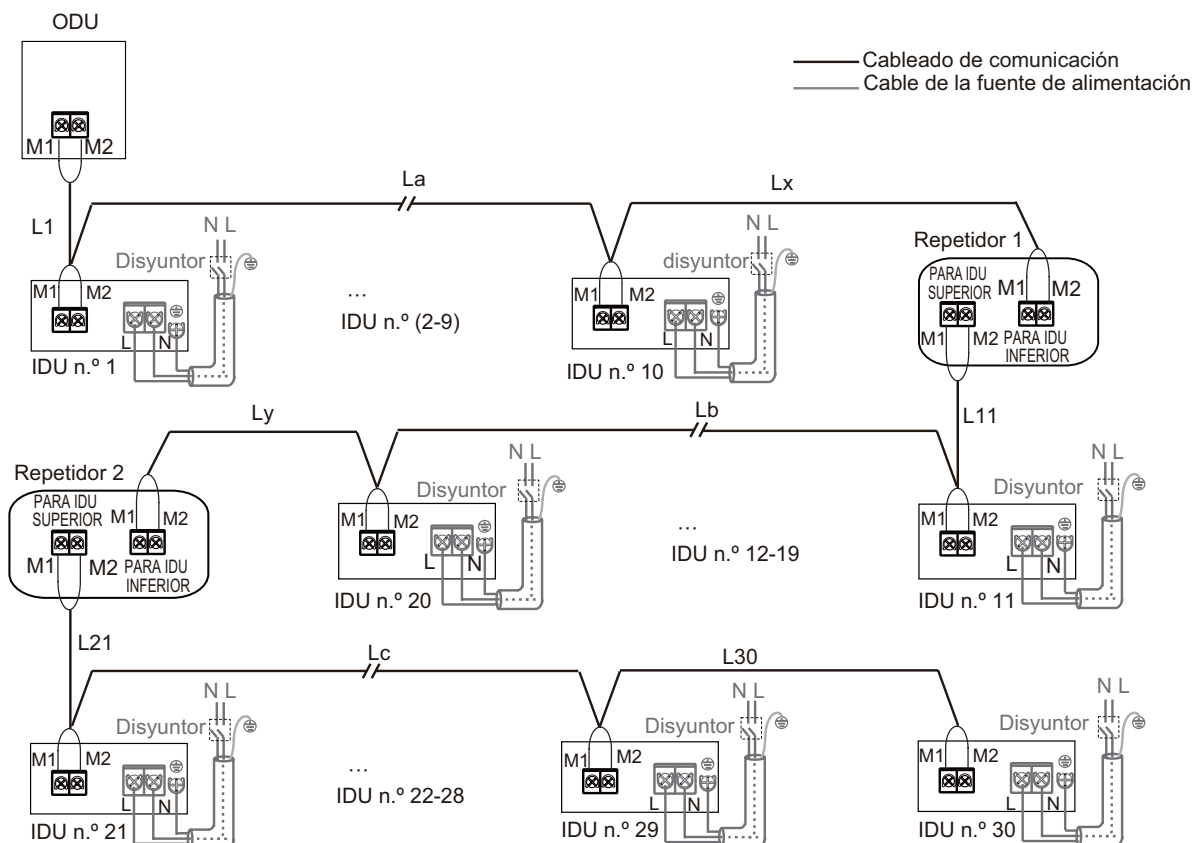 ODU
M1 M2
Cableado de comunicación
Cable de la fuente de alimentación
L1
La
Lx
N L
Disyuntor
M1 M2
L N
IDU n.º 1
...
IDU n.º (2-9)
N L
disyuntor
M1 M2
L N
IDU n.º 10
Repetidor 1
PARA IDU
SUPERIOR
M1 M2
M1 M2
PARA IDU
INFERIOR
L11
Ly
Lb
Repetidor 2
PARA IDU
SUPERIOR
M1 M2
M1 M2
PARA IDU
INFERIOR
N L
Disyuntor
M1 M2
L N
IDU n.º 20
...
IDU n.º 12-19
N L
Disyuntor
M1 M2
L N
IDU n.º 11
L21
Lc
L30
N L
Disyuntor
M1 M2
L N
IDU n.º 21
...
IDU n.º 22-28
N L
Disyuntor
M1 M2
L N
IDU n.º 29
N L
Disyuntor
M1 M2
L N
IDU n.º 30